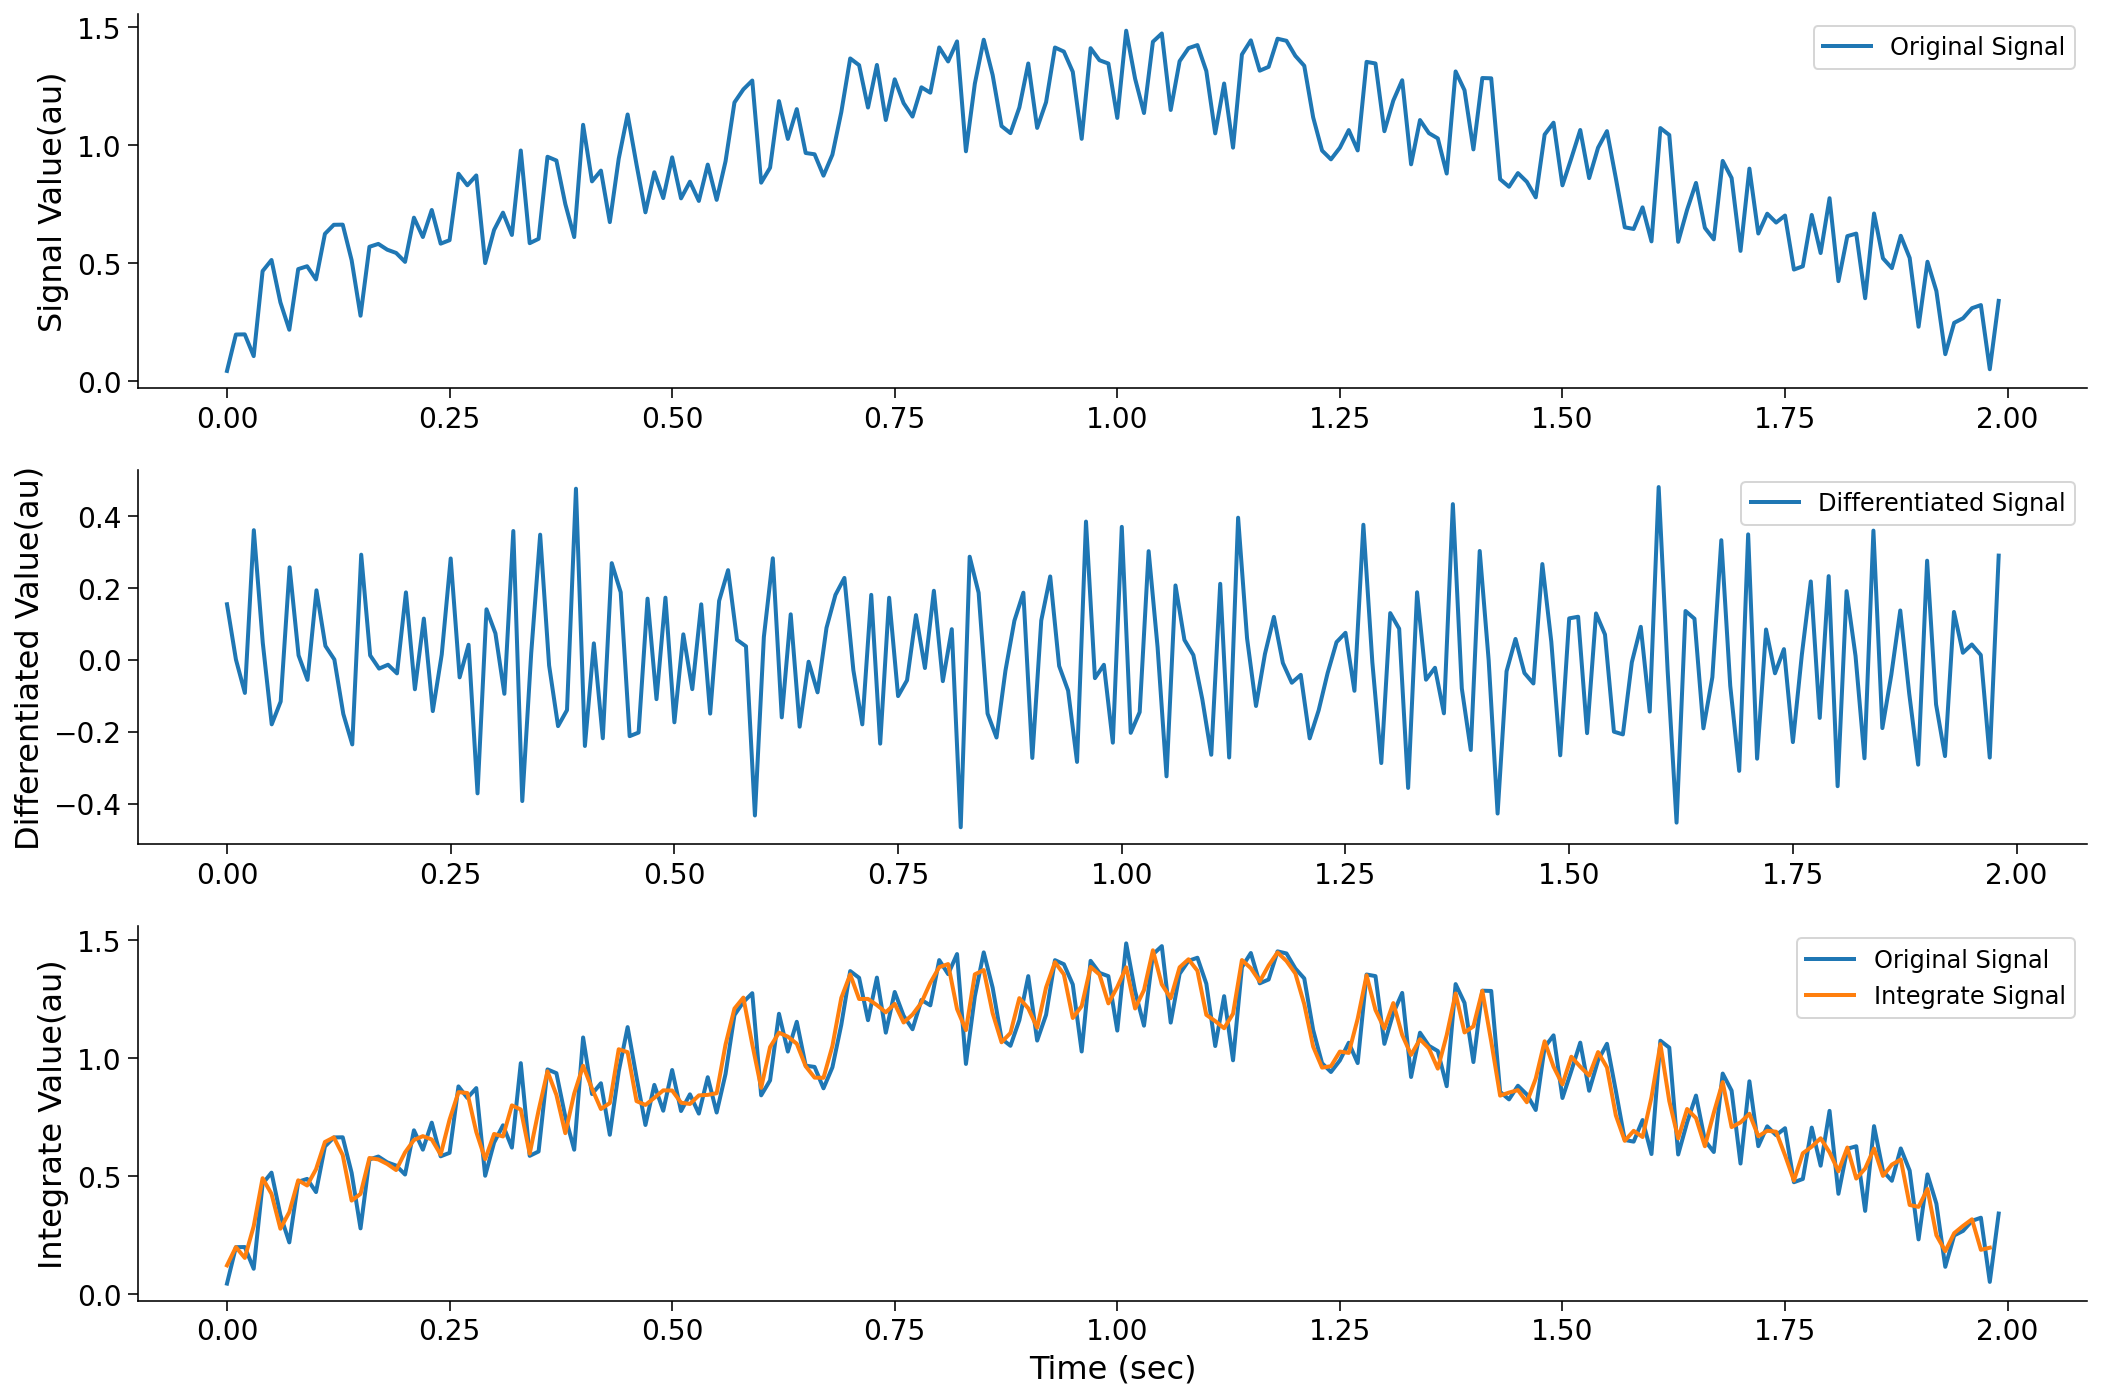 Signal Value(au)
1.5
1.0
0.5
0.0
Original Signal
0.00 0.25 0.50 0.75 1.00 1.25 1.50 1.75 2.00
Differentiated Value(au)
0.4
0.2
0.0
−0.2
−0.4
Differentiated Signal
0.00 0.25 0.50 0.75 1.00 1.25 1.50 1.75 2.00
Integrate Value(au)
1.5
1.0
0.5
0.0
Original Signal
Integrate Signal
0.00 0.25 0.50 0.75 1.00 1.25 1.50 1.75 2.00
Time (sec)